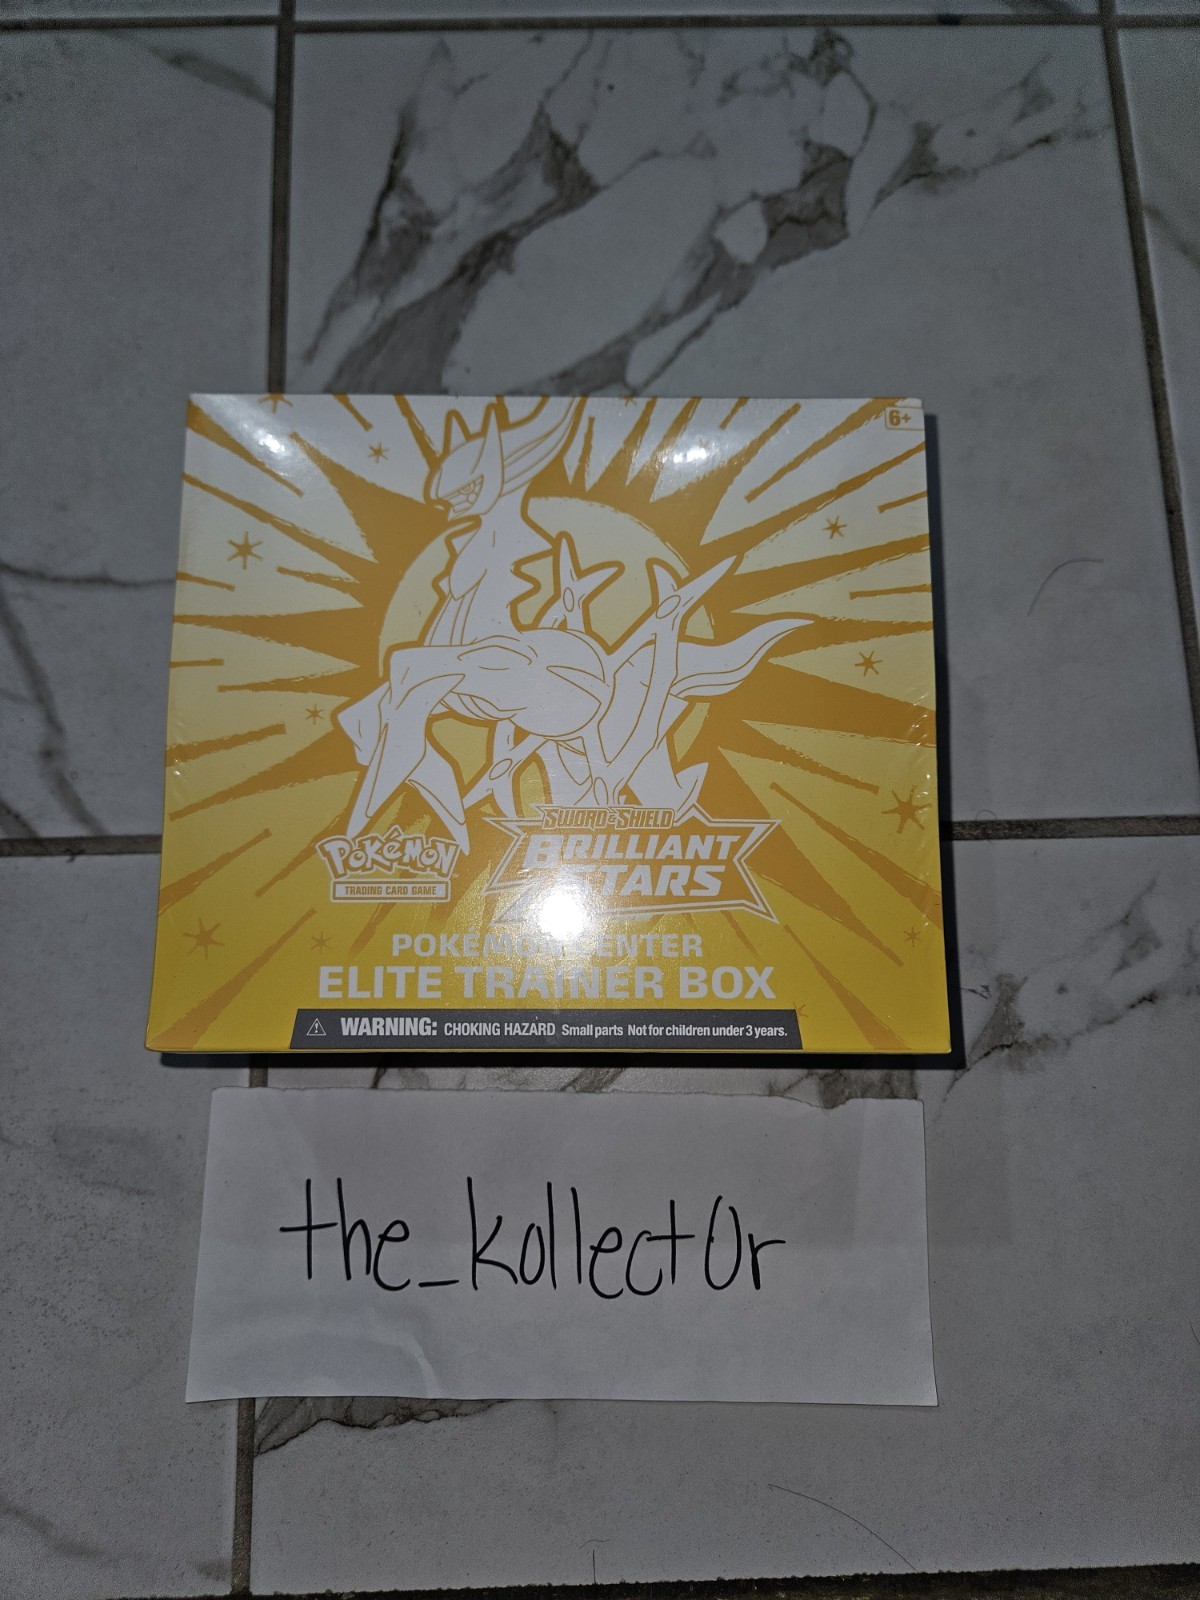 6+
Pokémon
TRADING CARD GAME
SWORD & SHIELD
BRILLIANT
STARS
POKÉMON CENTER
ELITE TRAINER BOX
WARNING: CHOKING HAZARD Small parts Not for children under 3 years.
the_kollect0r